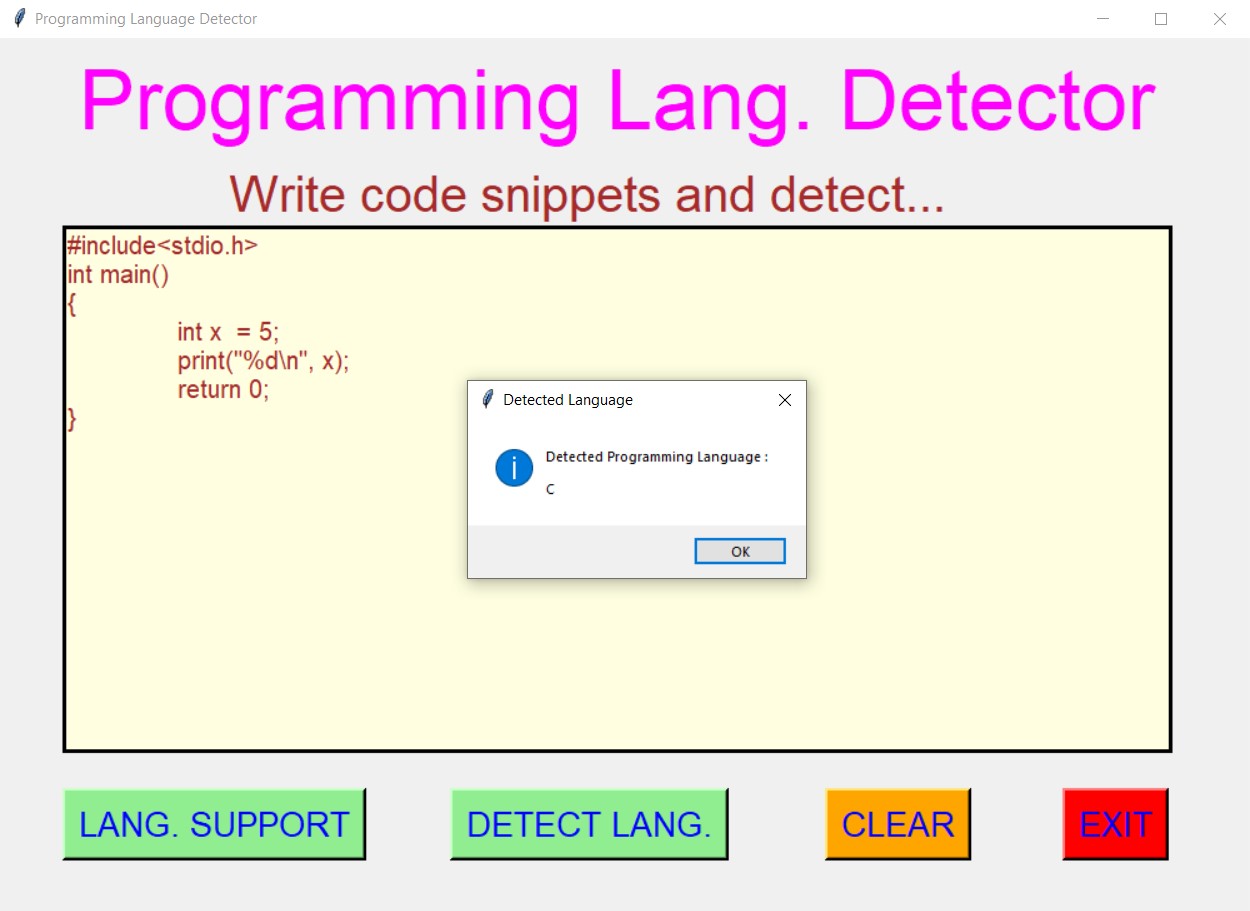 Programming Language Detector
Programming Lang. Detector
Write code snippets and detect...
#include<stdio.h>
int main()
{
int x  = 5;
print("%d\n", x);
return 0;
}
Detected Language
Detected Programming Language :
C
OK
LANG. SUPPORT
DETECT LANG.
CLEAR
EXIT